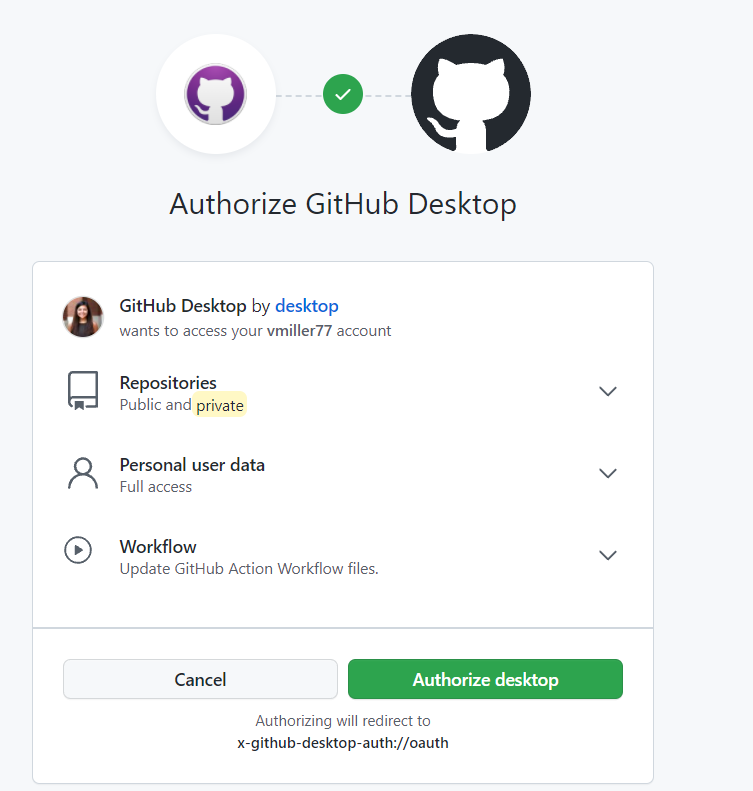 Authorize GitHub Desktop
GitHub Desktop by desktop
wants to access your vmiller77 account
Repositories
Public and private
Personal user data
Full access
Workflow
Update GitHub Action Workflow files.
Cancel
Authorize desktop
Authorizing will redirect to
x-github-desktop-auth://oauth